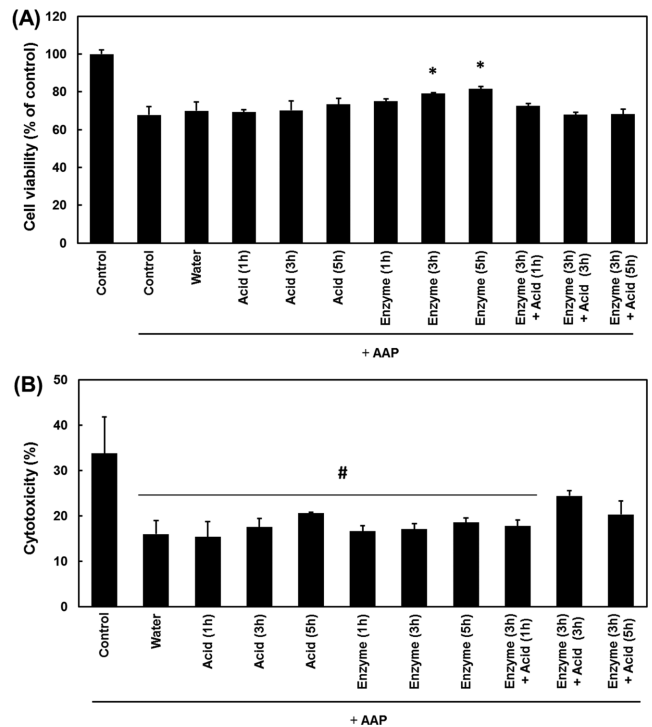 (A)
Cell viability (% of control)
120
100
80
60
40
20
0
*
*
Control
Control
Water
Acid (1h)
Acid (3h)
Acid (5h)
Enzyme (1h)
Enzyme (3h)
Enzyme (5h)
Enzyme (3h)
+ Acid (1h)
Enzyme (3h)
+ Acid (3h)
Enzyme (3h)
+ Acid (5h)
+ AAP
(B)
Cytotoxicity (%)
50
40
30
20
10
0
#
Control
Water
Acid (1h)
Acid (3h)
Acid (5h)
Enzyme (1h)
Enzyme (3h)
Enzyme (5h)
Enzyme (3h)
+ Acid (1h)
Enzyme (3h)
+ Acid (3h)
Enzyme (3h)
+ Acid (5h)
+ AAP